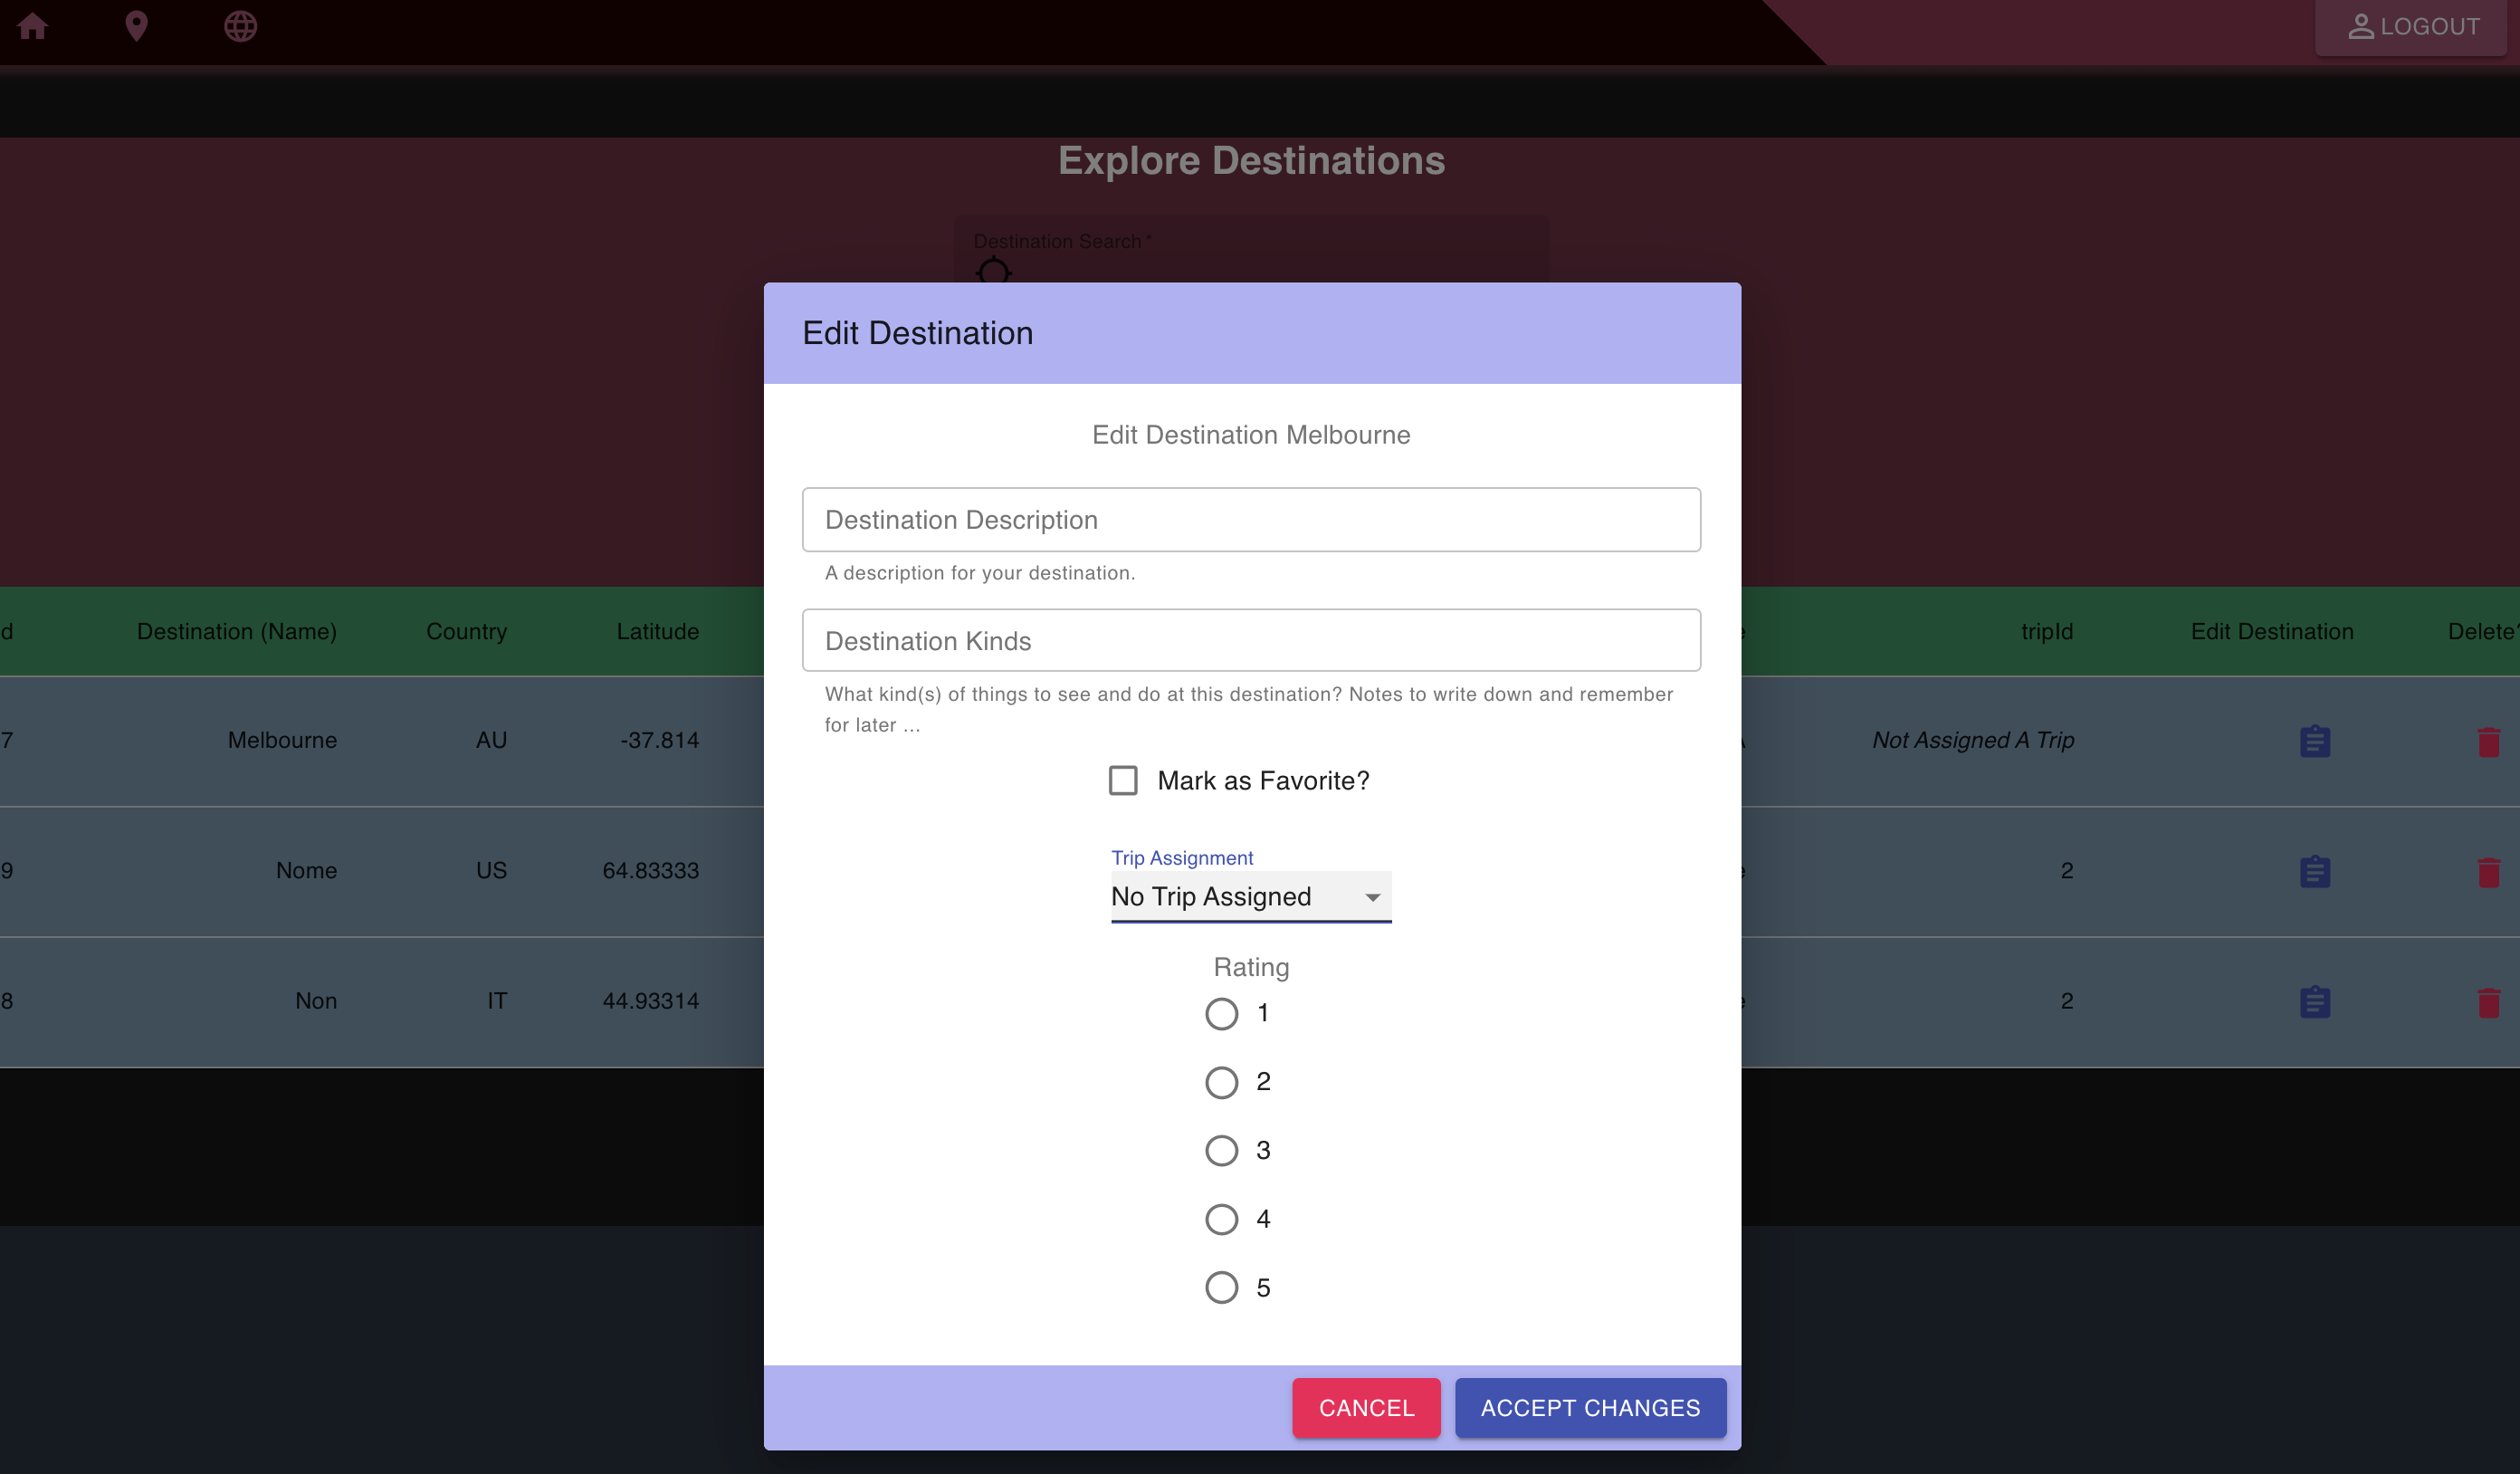 LOGOUT
Explore Destinations
Destination Search *
Edit Destination
Edit Destination Melbourne
Destination Description
A description for your destination.
Destination Kinds
What kind(s) of things to see and do at this destination? Notes to write down and remember
for later ...
Mark as Favorite?
Trip Assignment
No Trip Assigned
Rating
1
2
3
4
5
CANCEL ACCEPT CHANGES
d Destination (Name) Country Latitude tripId Edit Destination Delete?
7 Melbourne AU -37.814 Not Assigned A Trip
9 Nome US 64.83333 2
8 Non IT 44.93314 2